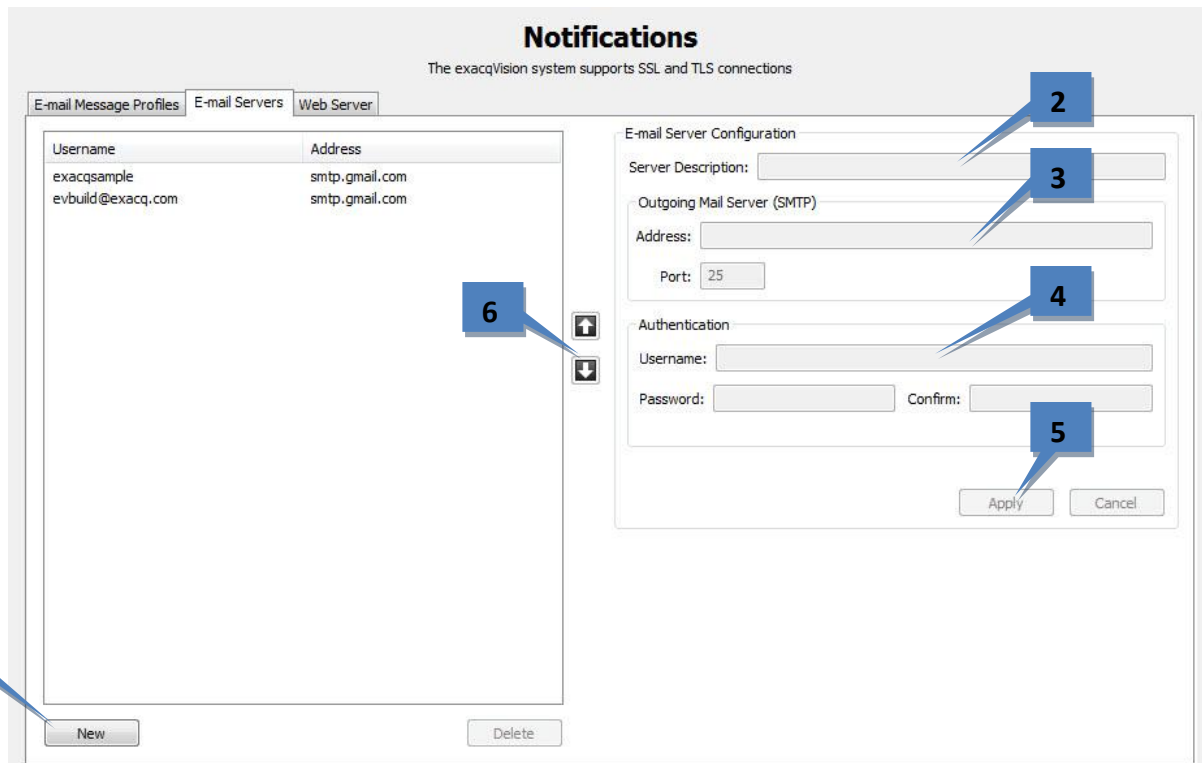 Notifications
The exacqVision system supports SSL and TLS connections
E-mail Message Profiles E-mail Servers Web Server
2
Username Address
exacqsample smtp.gmail.com
evbuild@exacq.com smtp.gmail.com
E-mail Server Configuration
Server Description:
3
Outgoing Mail Server (SMTP)
Address:
Port: 25
4
6
Authentication
Username:
Password: Confirm:
5
Apply Cancel
New Delete